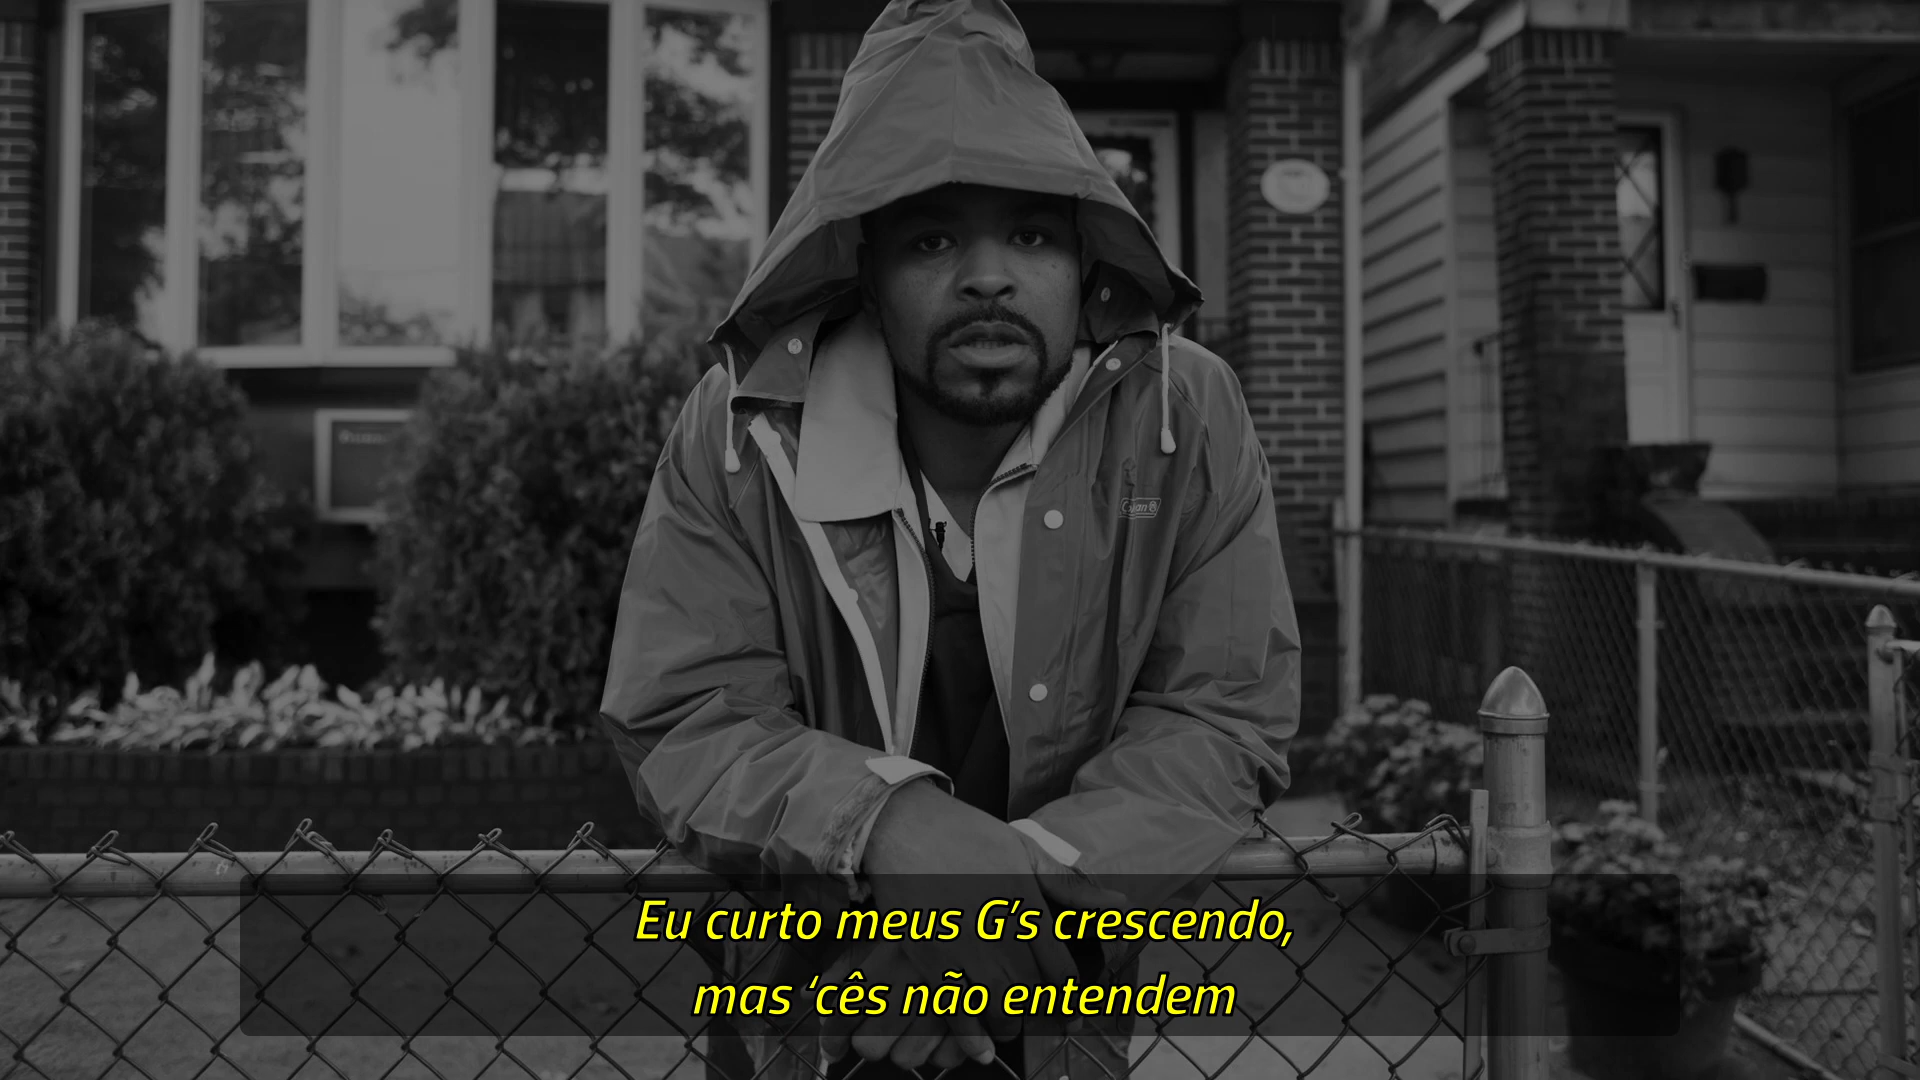 Eu curto meus G’s crescendo,
mas ‘cês não entendem